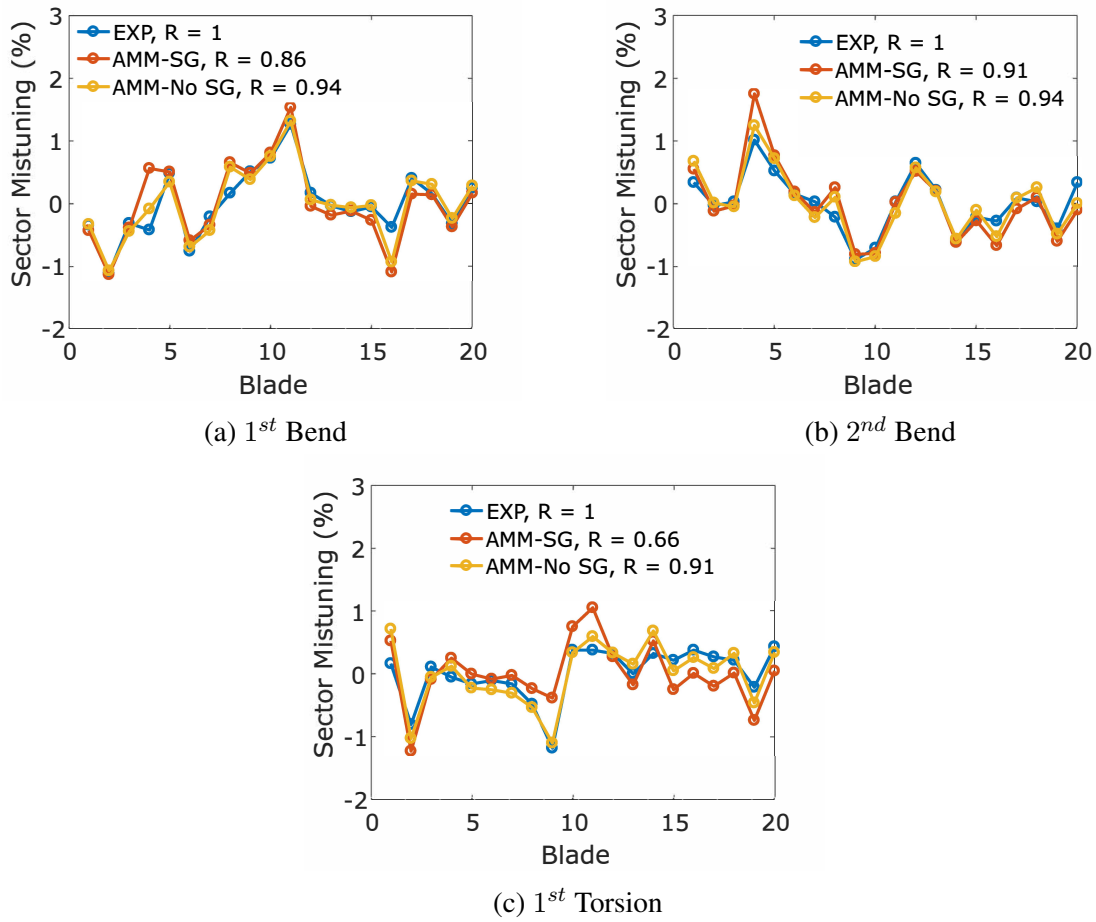 3
2
1
0
-1
-2
Sector Mistuning (%)
EXP, R = 1
AMM-SG, R = 0.86
AMM-No SG, R = 0.94
0
5
10
15
20
Blade
(a) 1st Bend
3
2
1
0
-1
-2
Sector Mistuning (%)
EXP, R = 1
AMM-SG, R = 0.91
AMM-No SG, R = 0.94
0
5
10
15
20
Blade
(b) 2nd Bend
3
2
1
0
-1
-2
Sector Mistuning (%)
EXP, R = 1
AMM-SG, R = 0.66
AMM-No SG, R = 0.91
0
5
10
15
20
Blade
(c) 1st Torsion